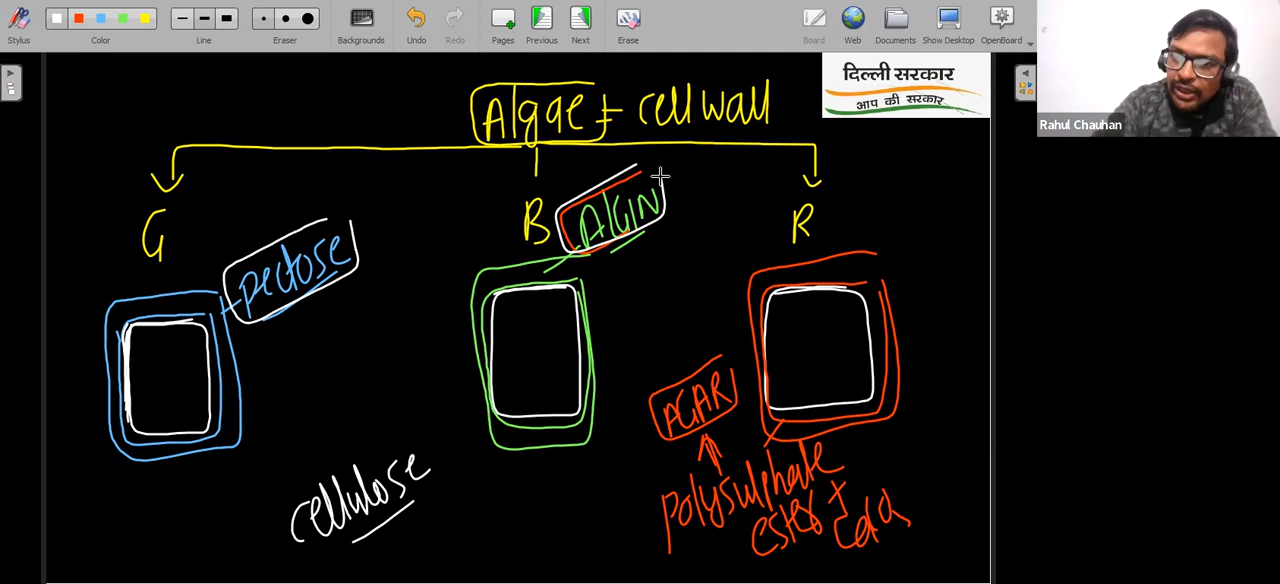 Stylus
Color
Line
Eraser
Backgrounds
Undo
Redo
Pages
Previous
Next
Erase
Board
Web
Documents
Show Desktop
OpenBoard
दिल्ली सरकार
आप की सरकार
Rahul Chauhan
Algae - cell wall
G
B
R
pectose
ALGIN
AGAR
cellulose
polysulphate
ester +